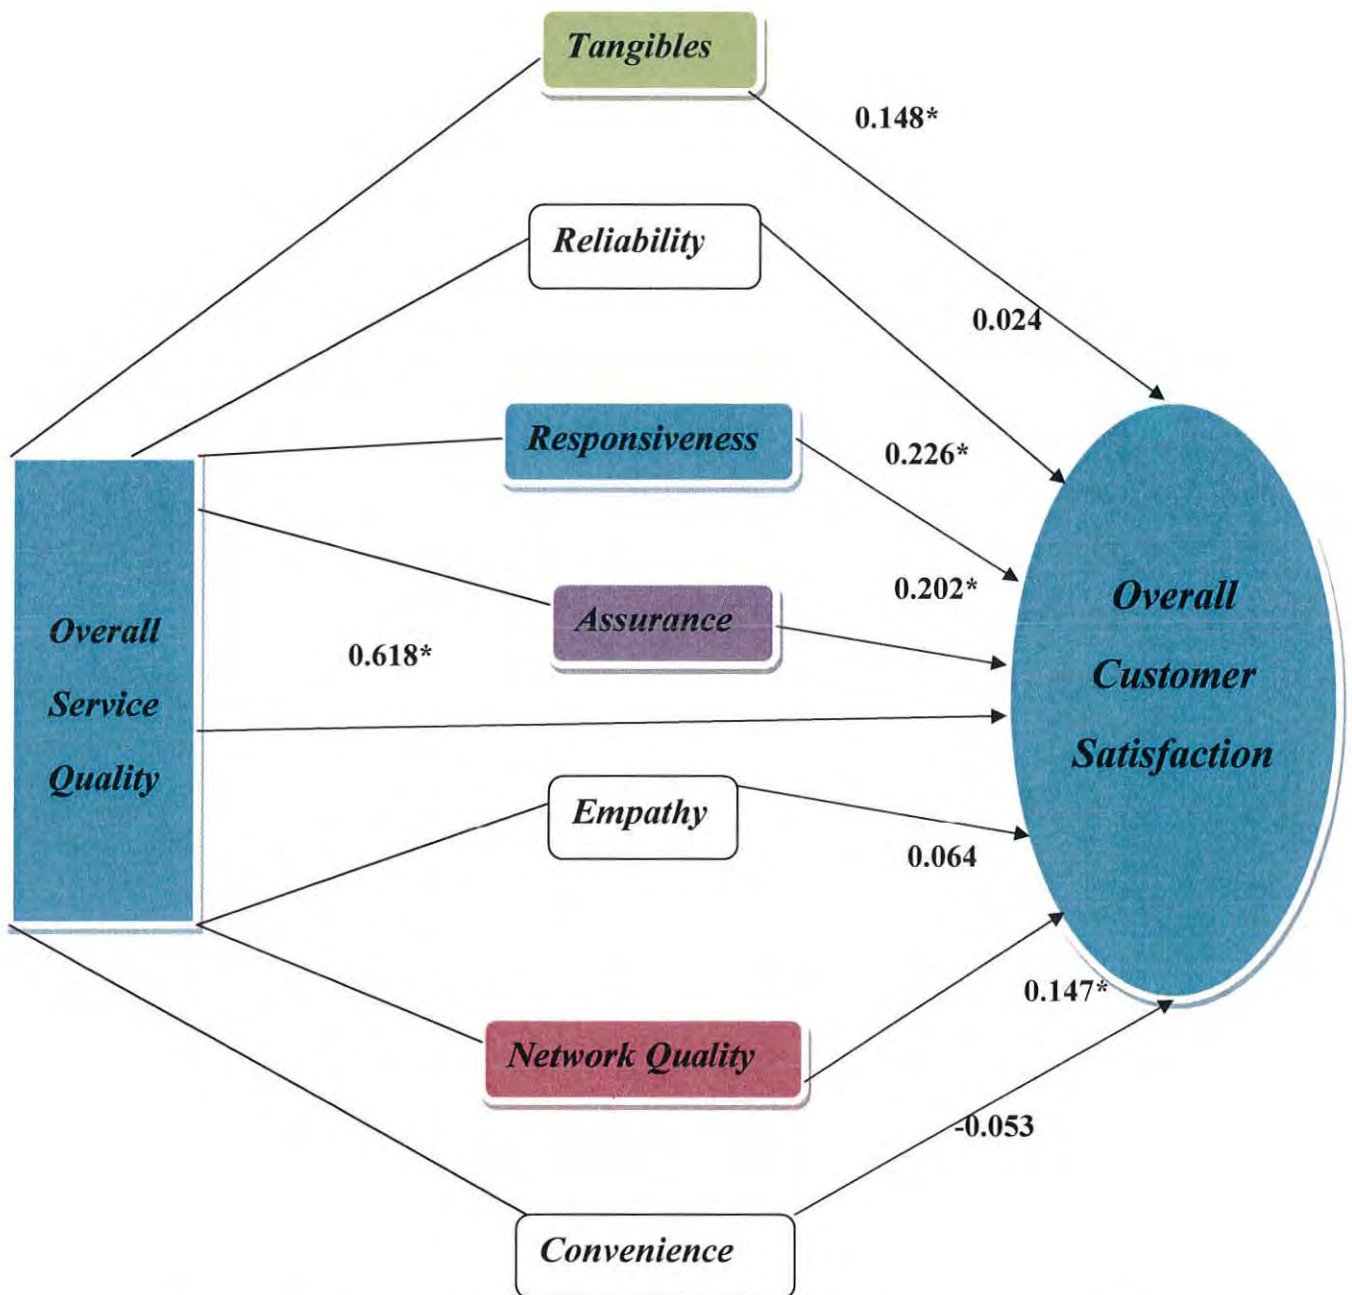 Tangibles
0.148*
Reliability
0.024
Responsiveness
0.226*
Assurance
0.202*
Overall
Service
Quality
0.618*
Overall
Customer
Satisfaction
Empathy
0.064
Network Quality
0.147*
-0.053
Convenience